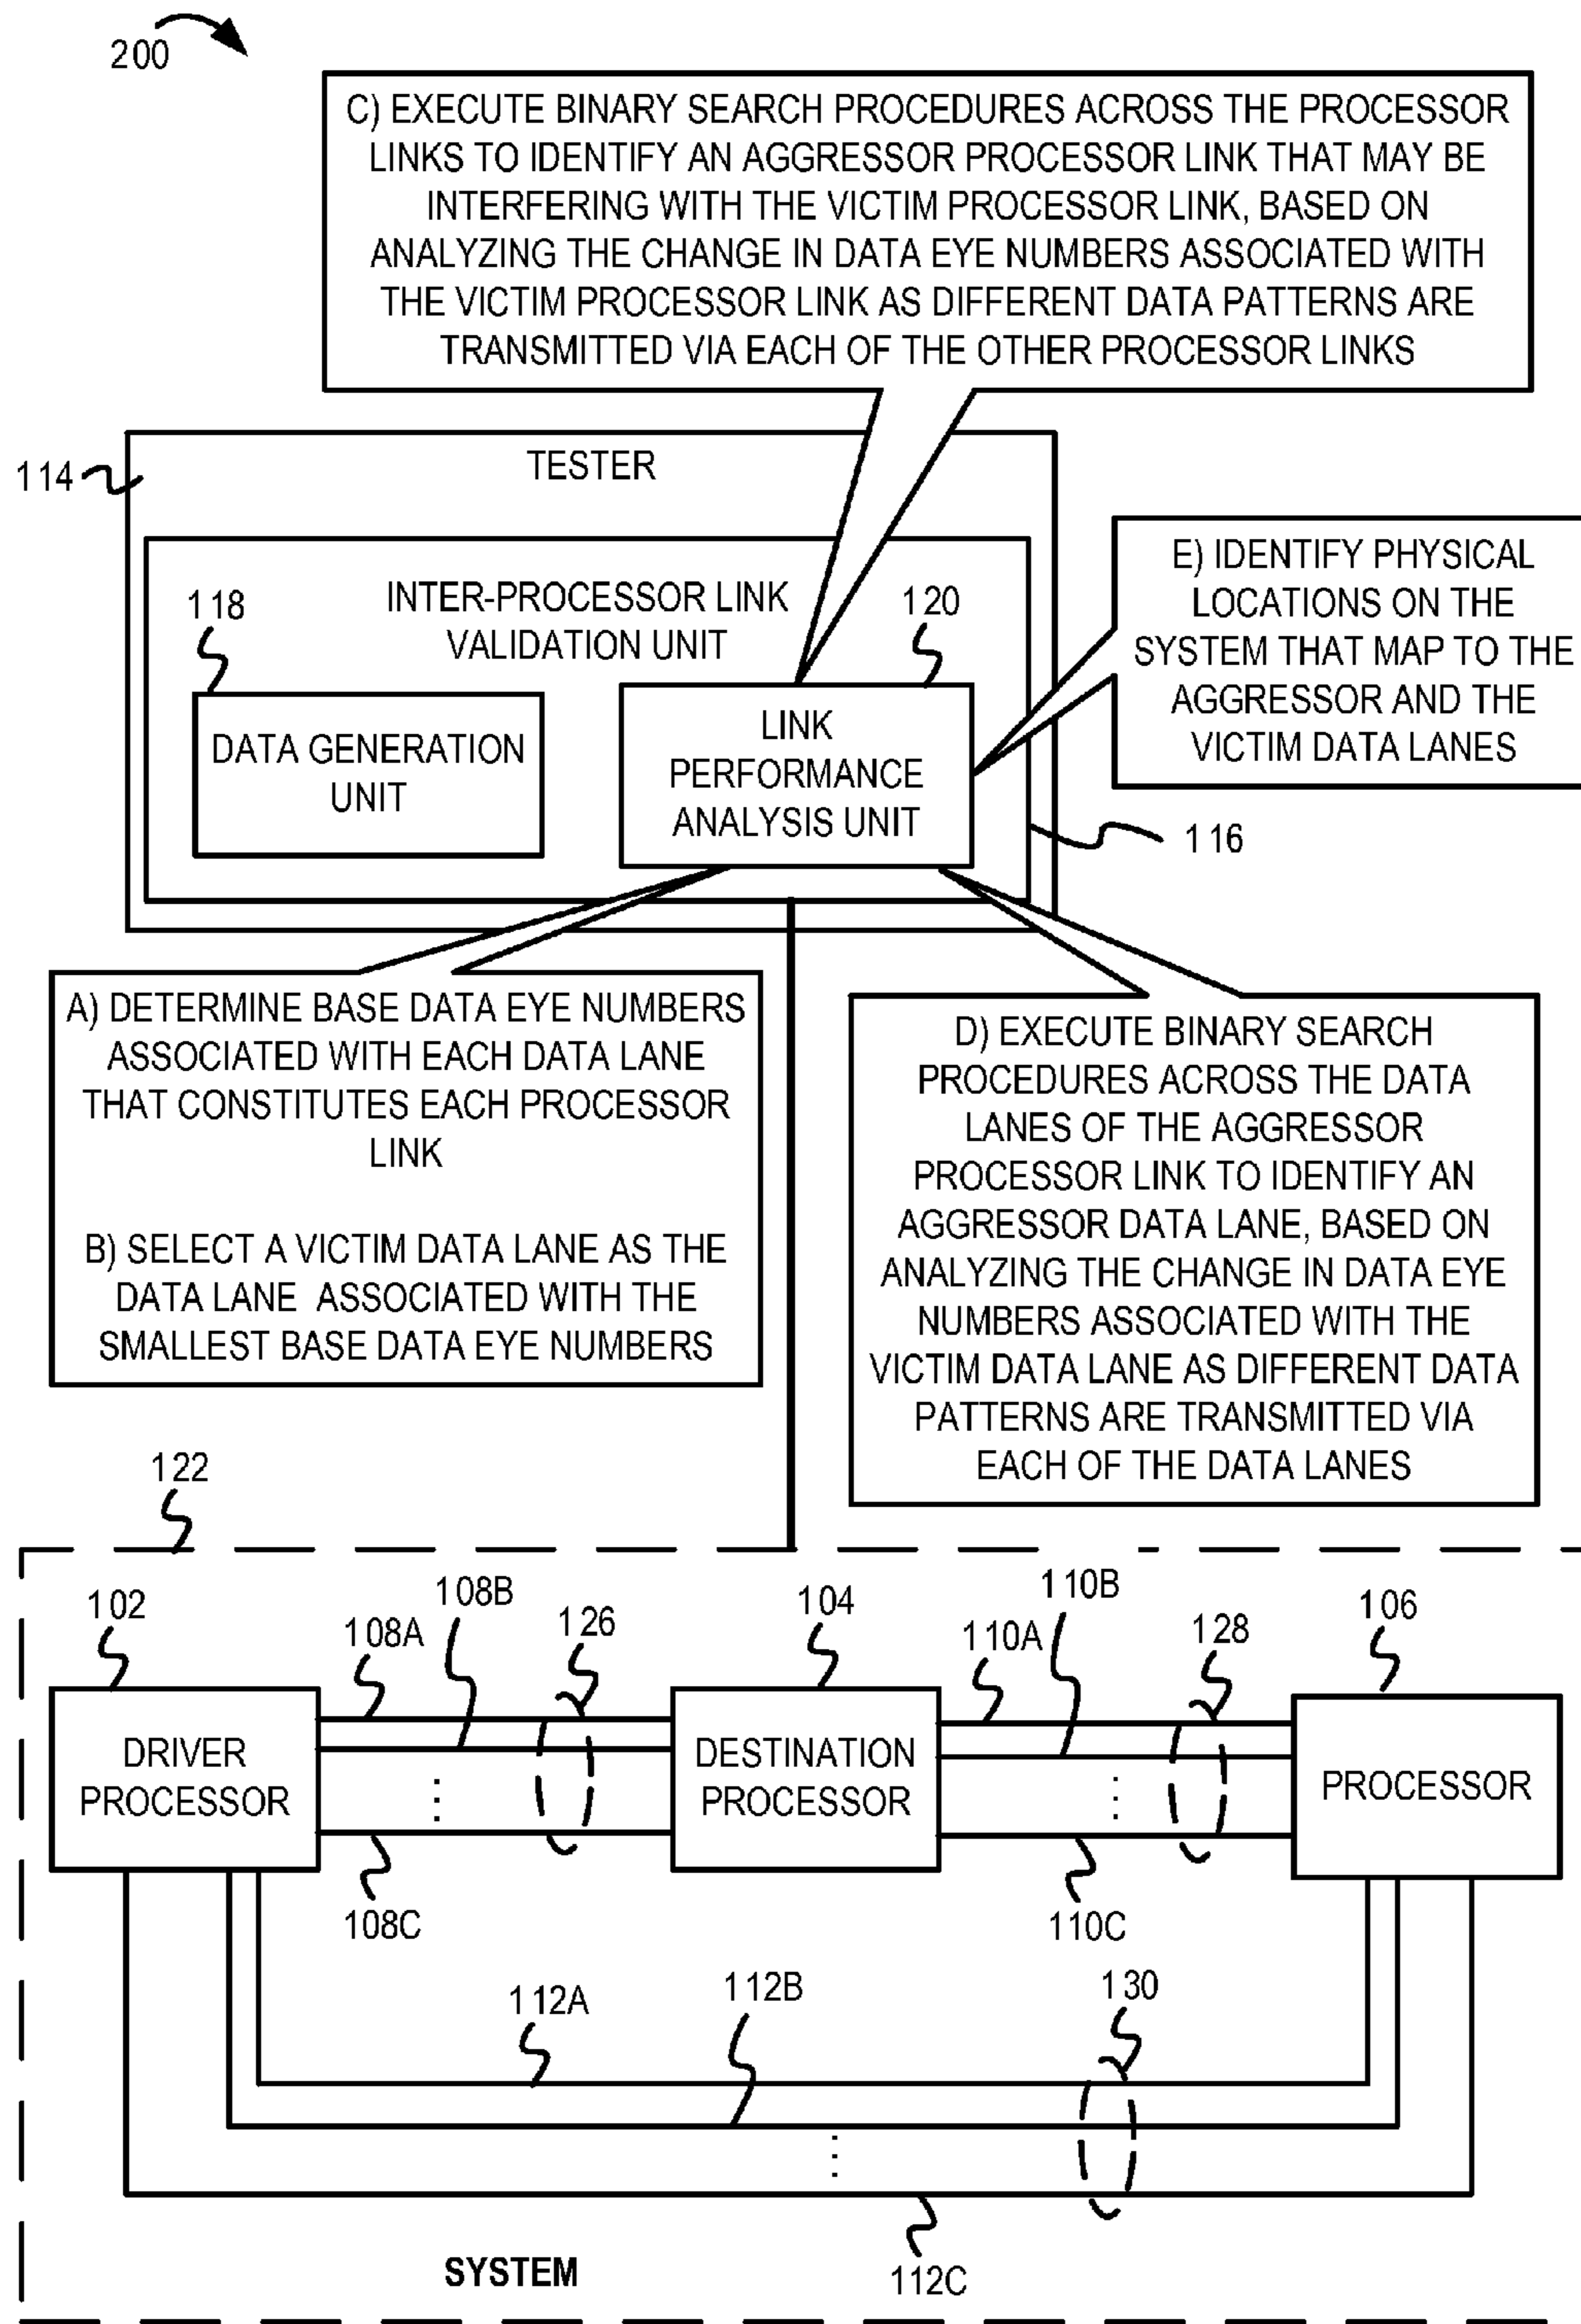 200
C) EXECUTE BINARY SEARCH PROCEDURES ACROSS THE PROCESSOR
LINKS TO IDENTIFY AN AGGRESSOR PROCESSOR LINK THAT MAY BE
INTERFERING WITH THE VICTIM PROCESSOR LINK, BASED ON
ANALYZING THE CHANGE IN DATA EYE NUMBERS ASSOCIATED WITH
THE VICTIM PROCESSOR LINK AS DIFFERENT DATA PATTERNS ARE
TRANSMITTED VIA EACH OF THE OTHER PROCESSOR LINKS
114
TESTER
E) IDENTIFY PHYSICAL
LOCATIONS ON THE
SYSTEM THAT MAP TO THE
AGGRESSOR AND THE
VICTIM DATA LANES
118
INTER-PROCESSOR LINK
VALIDATION UNIT
120
DATA GENERATION
UNIT
LINK
PERFORMANCE
ANALYSIS UNIT
116
A) DETERMINE BASE DATA EYE NUMBERS
ASSOCIATED WITH EACH DATA LANE
THAT CONSTITUTES EACH PROCESSOR
LINK
B) SELECT A VICTIM DATA LANE AS THE
DATA LANE ASSOCIATED WITH THE
SMALLEST BASE DATA EYE NUMBERS
D) EXECUTE BINARY SEARCH
PROCEDURES ACROSS THE DATA
LANES OF THE AGGRESSOR
PROCESSOR LINK TO IDENTIFY AN
AGGRESSOR DATA LANE, BASED ON
ANALYZING THE CHANGE IN DATA EYE
NUMBERS ASSOCIATED WITH THE
VICTIM DATA LANE AS DIFFERENT DATA
PATTERNS ARE TRANSMITTED VIA
EACH OF THE DATA LANES
122
102
108A
108B
126
104
110A
110B
128
106
DRIVER
PROCESSOR
DESTINATION
PROCESSOR
PROCESSOR
108C
110C
112A
112B
130
112C
SYSTEM